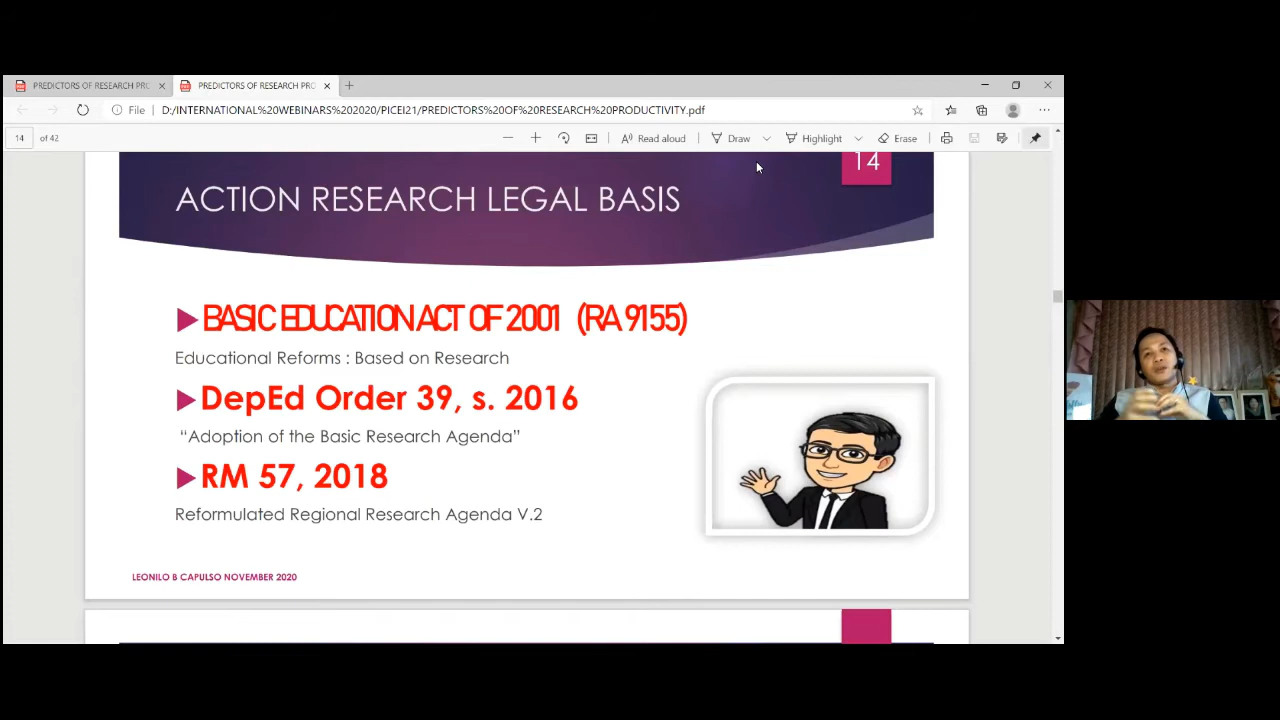 PREDICTORS OF RESEARCH PRO
PREDICTORS OF RESEARCH PRO
File
D:/INTERNATIONAL%20WEBINARS%202020/PICEI21/PREDICTORS%20OF%20RESEARCH%20PRODUCTIVITY.pdf
14 of 42
Read aloud
Draw
Highlight
Erase
14
ACTION RESEARCH LEGAL BASIS
BASIC EDUCATION ACT OF 2001 (RA 9155)
Educational Reforms : Based on Research
DepEd Order 39, s. 2016
“Adoption of the Basic Research Agenda”
RM 57, 2018
Reformulated Regional Research Agenda V.2
LEONILO B CAPULSO NOVEMBER 2020